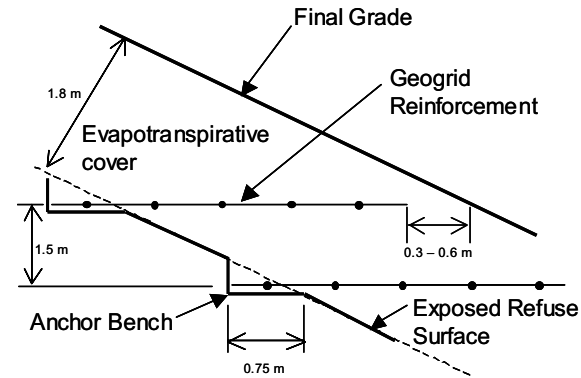 Final Grade
Geogrid
Reinforcement
1.8 m
Evapotranspirative
cover
0.3 – 0.6 m
1.5 m
Anchor Bench
Exposed Refuse
Surface
0.75 m